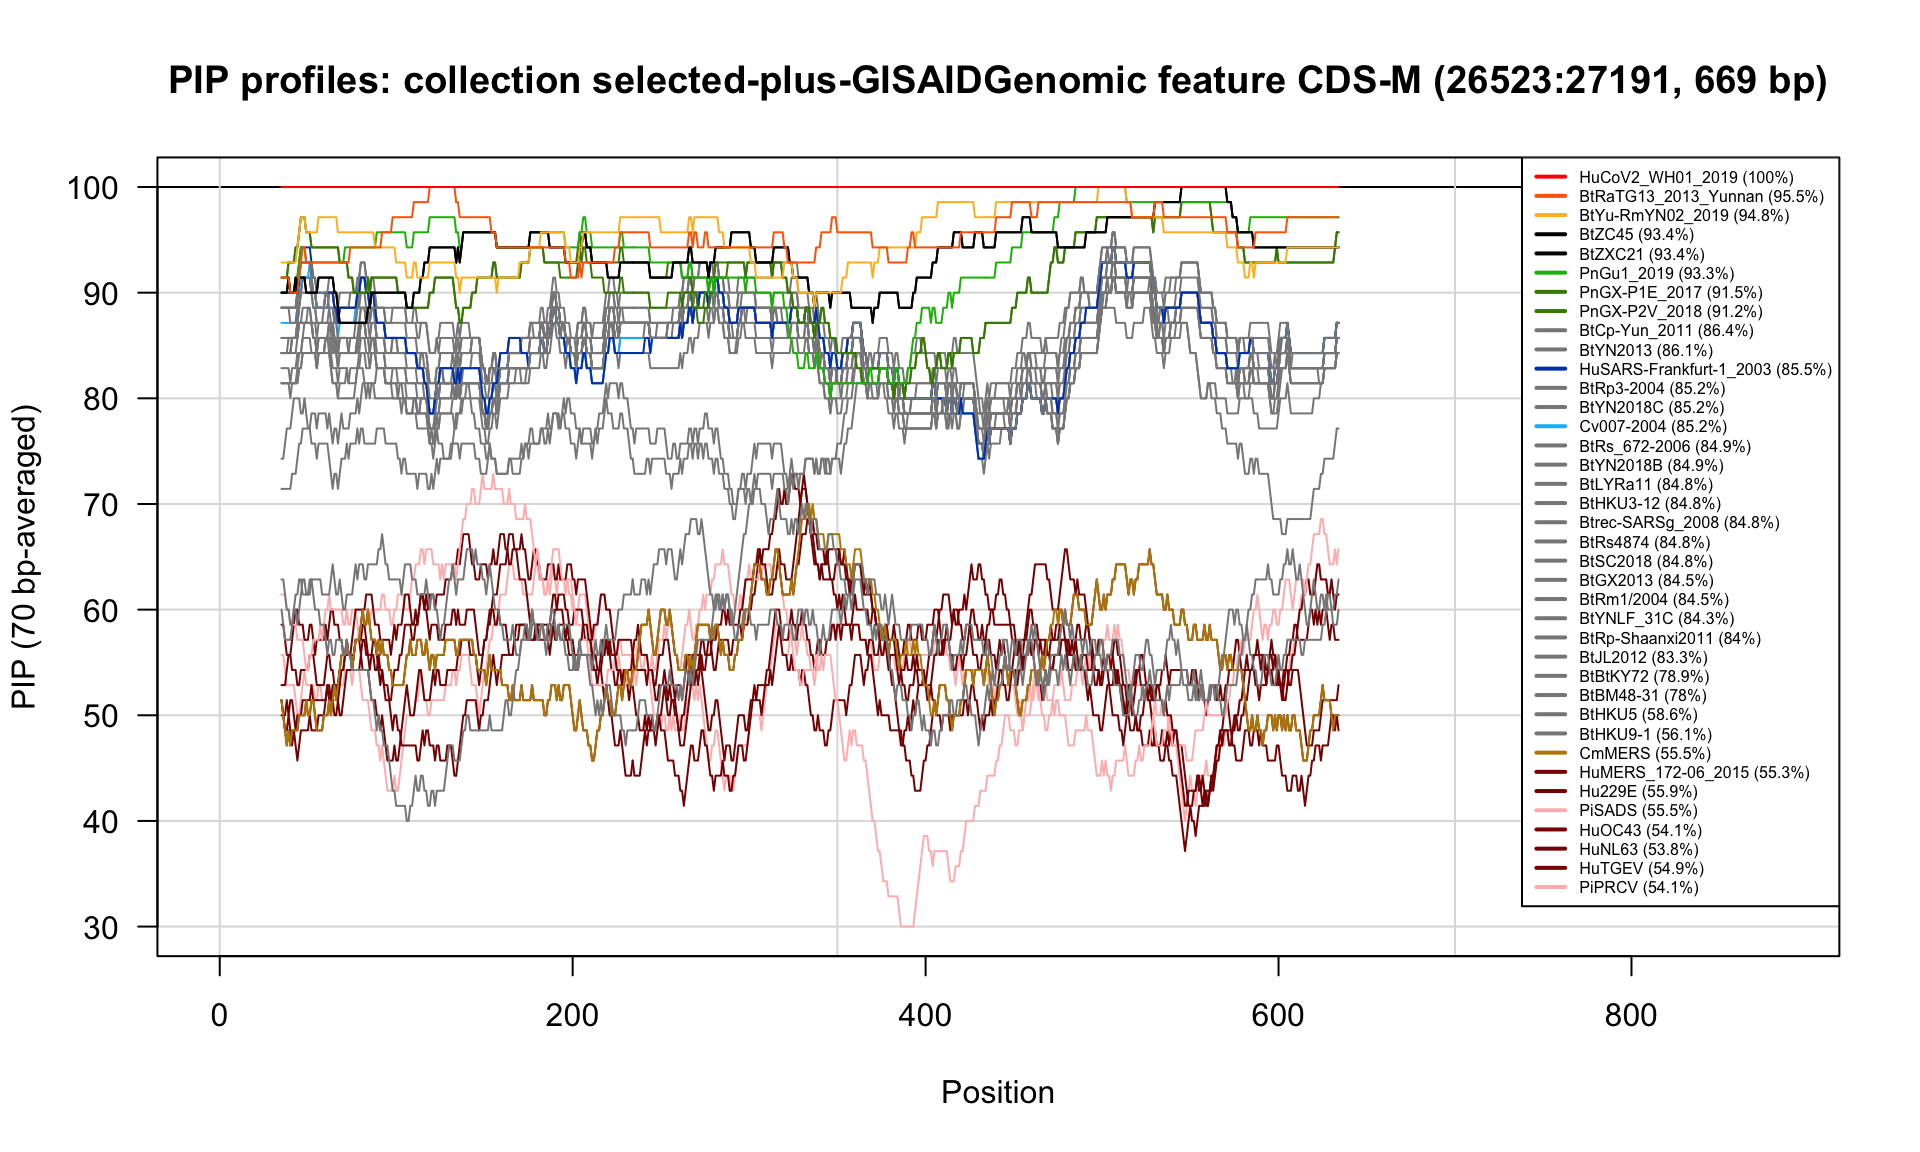 PIP profiles: collection selected-plus-GISAIDGenomic feature CDS-M (26523:27191, 669 bp)
PIP (70 bp-averaged)
100
90
80
70
60
50
40
30
0
200
400
600
800
Position
HuCoV2_WH01_2019 (100%)
BtRaTG13_2013_Yunnan (95.5%)
BtYu-RmYN02_2019 (94.8%)
BtZC45 (93.4%)
BtZXC21 (93.4%)
PnGu1_2019 (93.3%)
PnGX-P1E_2017 (91.5%)
PnGX-P2V_2018 (91.2%)
BtCp-Yun_2011 (86.4%)
BtYN2013 (86.1%)
HuSARS-Frankfurt-1_2003 (85.5%)
BtRp3-2004 (85.2%)
BtYN2018C (85.2%)
Cv007-2004 (85.2%)
BtRs_672-2006 (84.9%)
BtYN2018B (84.9%)
BtLYRa11 (84.8%)
BtHKU3-12 (84.8%)
Btrec-SARSg_2008 (84.8%)
BtRs4874 (84.8%)
BtSC2018 (84.8%)
BtGX2013 (84.5%)
BtRm1/2004 (84.5%)
BtYNLF_31C (84.3%)
BtRp-Shaanxi2011 (84%)
BtJL2012 (83.3%)
BtBtKY72 (78.9%)
BtBM48-31 (78%)
BtHKU5 (58.6%)
BtHKU9-1 (56.1%)
CmMERS (55.5%)
HuMERS_172-06_2015 (55.3%)
Hu229E (55.9%)
PiSADS (55.5%)
HuOC43 (54.1%)
HuNL63 (53.8%)
HuTGEV (54.9%)
PiPRCV (54.1%)